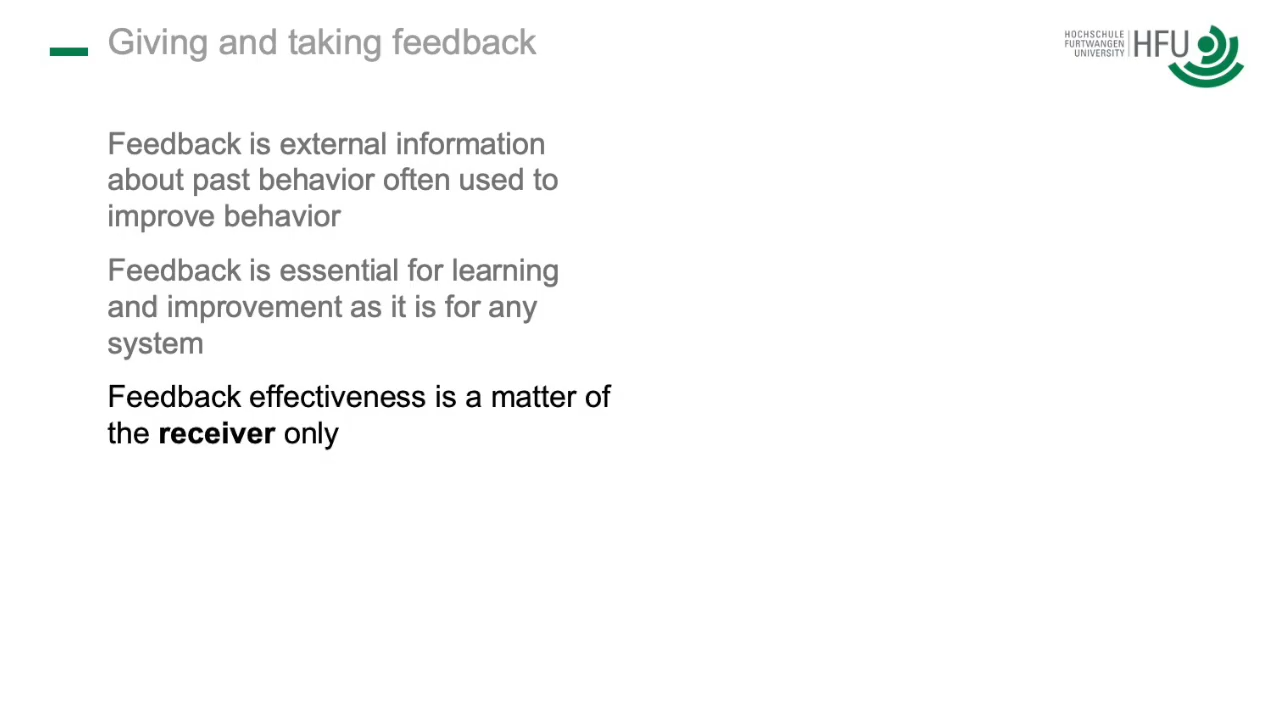 Giving and taking feedback
HOCHSCHULE
FURTWANGEN
UNIVERSITY
HFU
Feedback is external information
about past behavior often used to
improve behavior
Feedback is essential for learning
and improvement as it is for any
system
Feedback effectiveness is a matter of
the receiver only